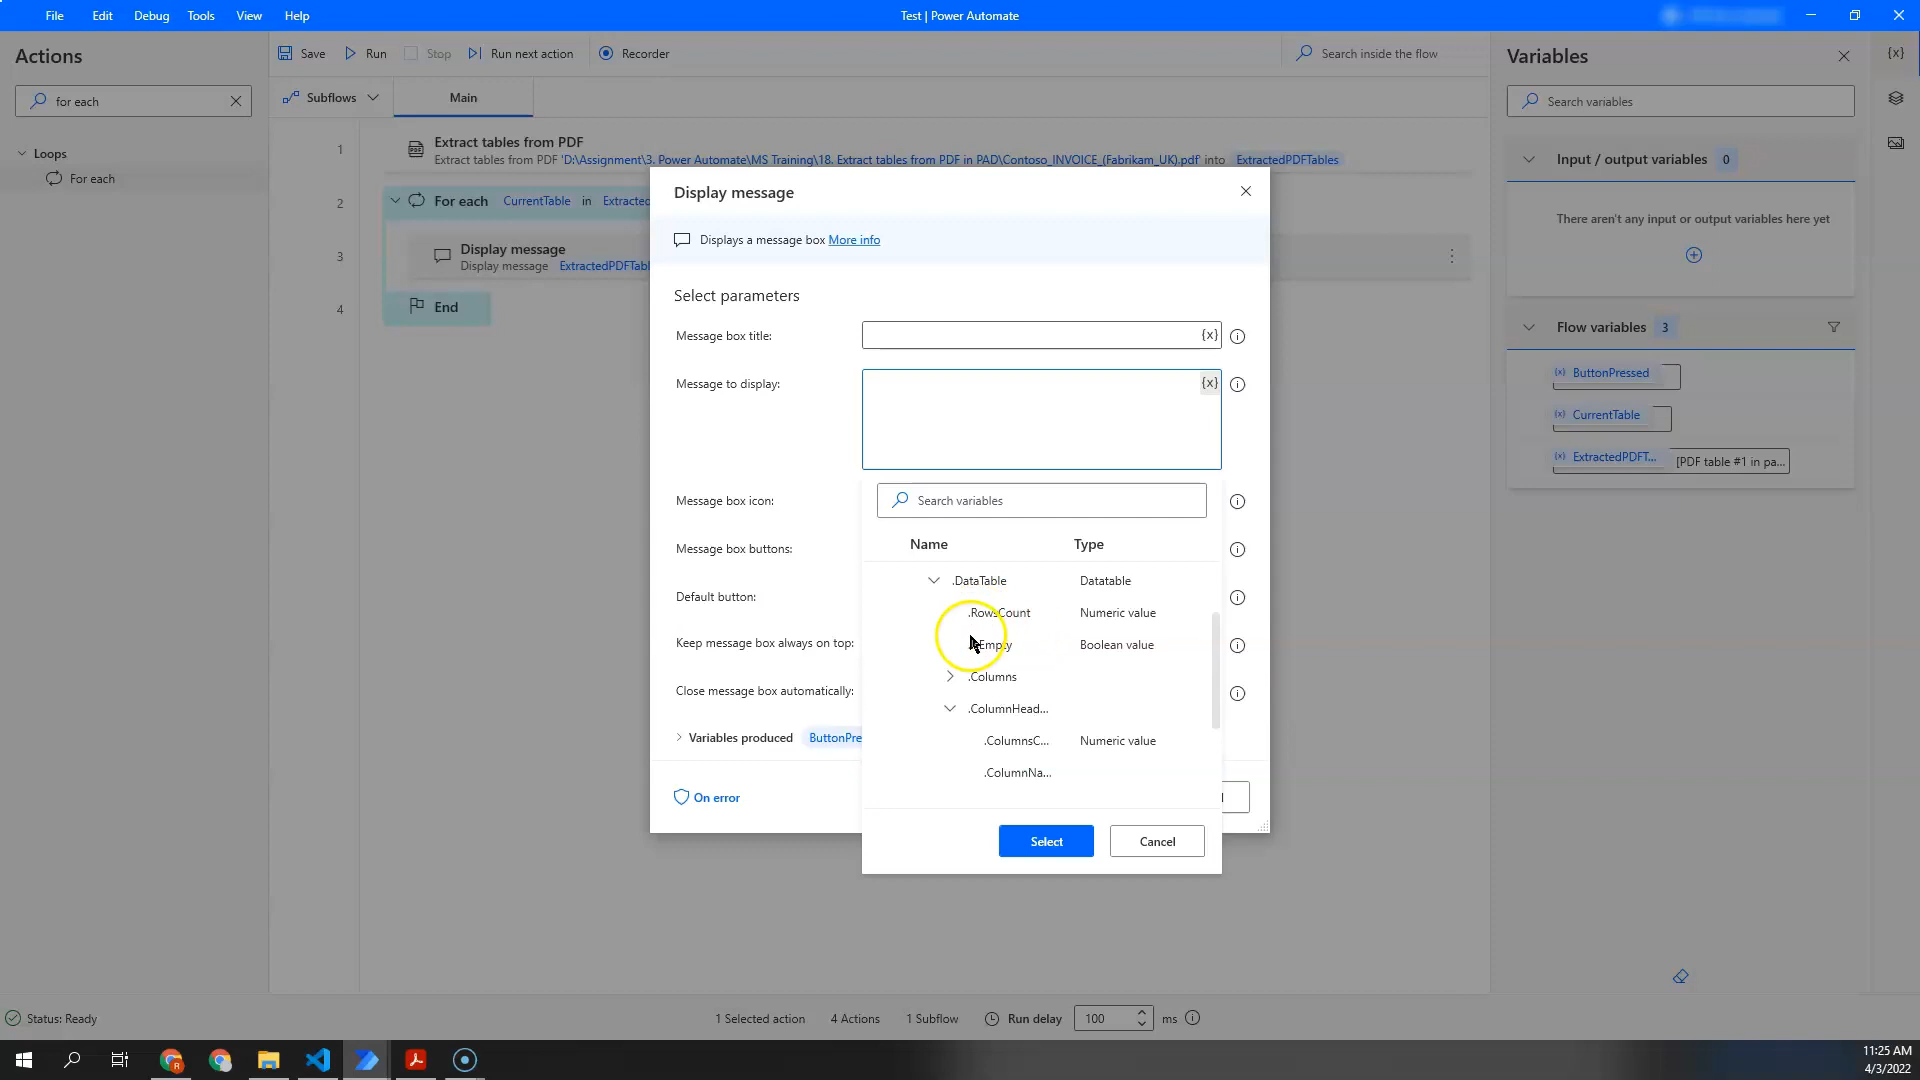 File Edit Debug Tools View Help
Test | Power Automate
Actions
for each
Loops
For each
Save Run Stop Run next action Recorder
Search inside the flow
Subflows Main
1
Extract tables from PDF
Extract tables from PDF 'D:\Assignment\3. Power Automate\MS Training\18. Extract tables from PDF in PAD\Contoso_INVOICE_(Fabrikam_UK).pdf' into ExtractedPDFTables
2
For each CurrentTable in Extracted
3
Display message
Display message ExtractedPDFTabl
4
End
Display message
Displays a message box More info
Select parameters
Message box title: {x}
Message to display: {x}
Message box icon:
Message box buttons:
Default button:
Keep message box always on top:
Close message box automatically:
Variables produced ButtonPre
On error
Search variables
Name Type
.DataTable Datatable
.RowsCount Numeric value
Empty Boolean value
.Columns
.ColumnHead...
.ColumnsC... Numeric value
.ColumnNa...
Select Cancel
Variables
{x}
Search variables
Input / output variables 0
There aren't any input or output variables here yet
Flow variables 3
(x) ButtonPressed
(x) CurrentTable
(x) ExtractedPDFT... [PDF table #1 in pa...
Status: Ready
1 Selected action 4 Actions 1 Subflow Run delay 100 ms
11:25 AM
4/3/2022